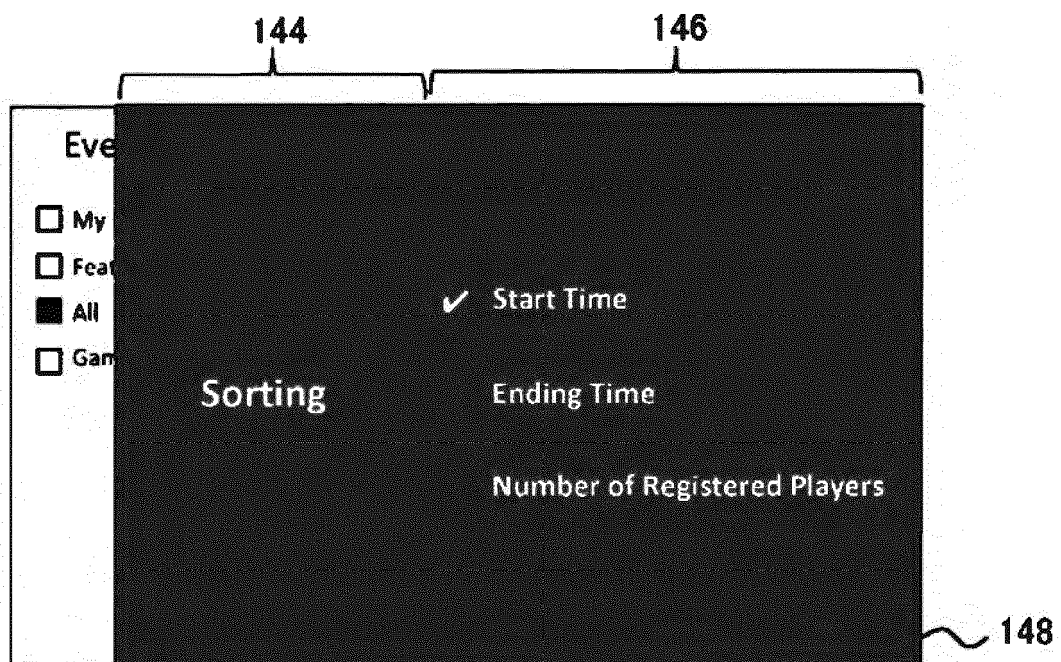 144
146
Eve
My
Feat
All
Gam
✓ Start Time
Sorting
Ending Time
Number of Registered Players
148